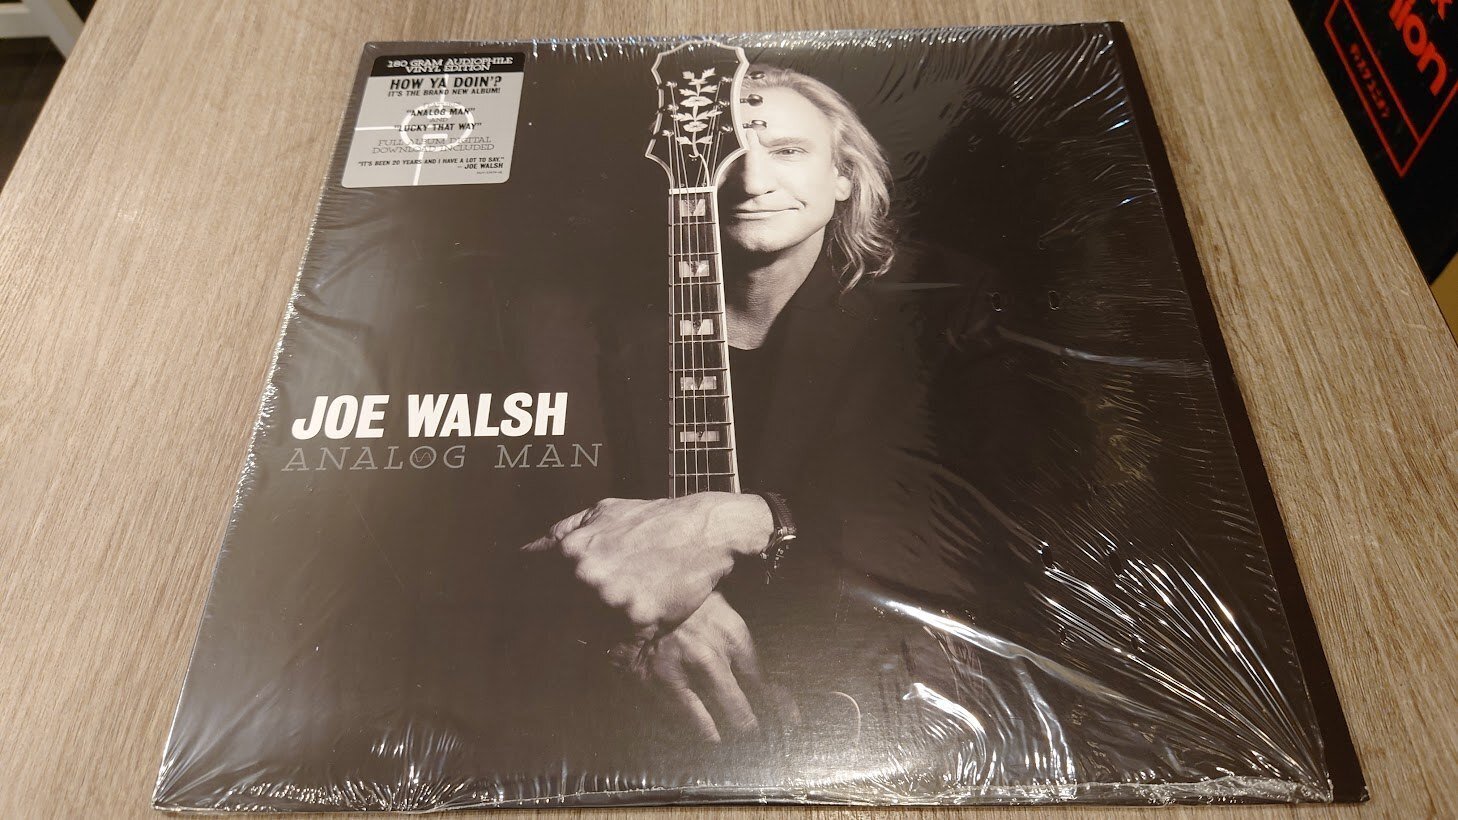 180 GRAM AUDIOPHILE
VINYL EDITION
HOW YA DOIN'?
IT'S THE BRAND NEW ALBUM!
"ANALOG MAN"
AND
"LUCKY THAT WAY"
FULL ALBUM DIGITAL
DOWNLOAD INCLUDED
"IT'S BEEN 20 YEARS AND I HAVE A LOT TO SAY."
— JOE WALSH
JOE WALSH
ANALOG MAN